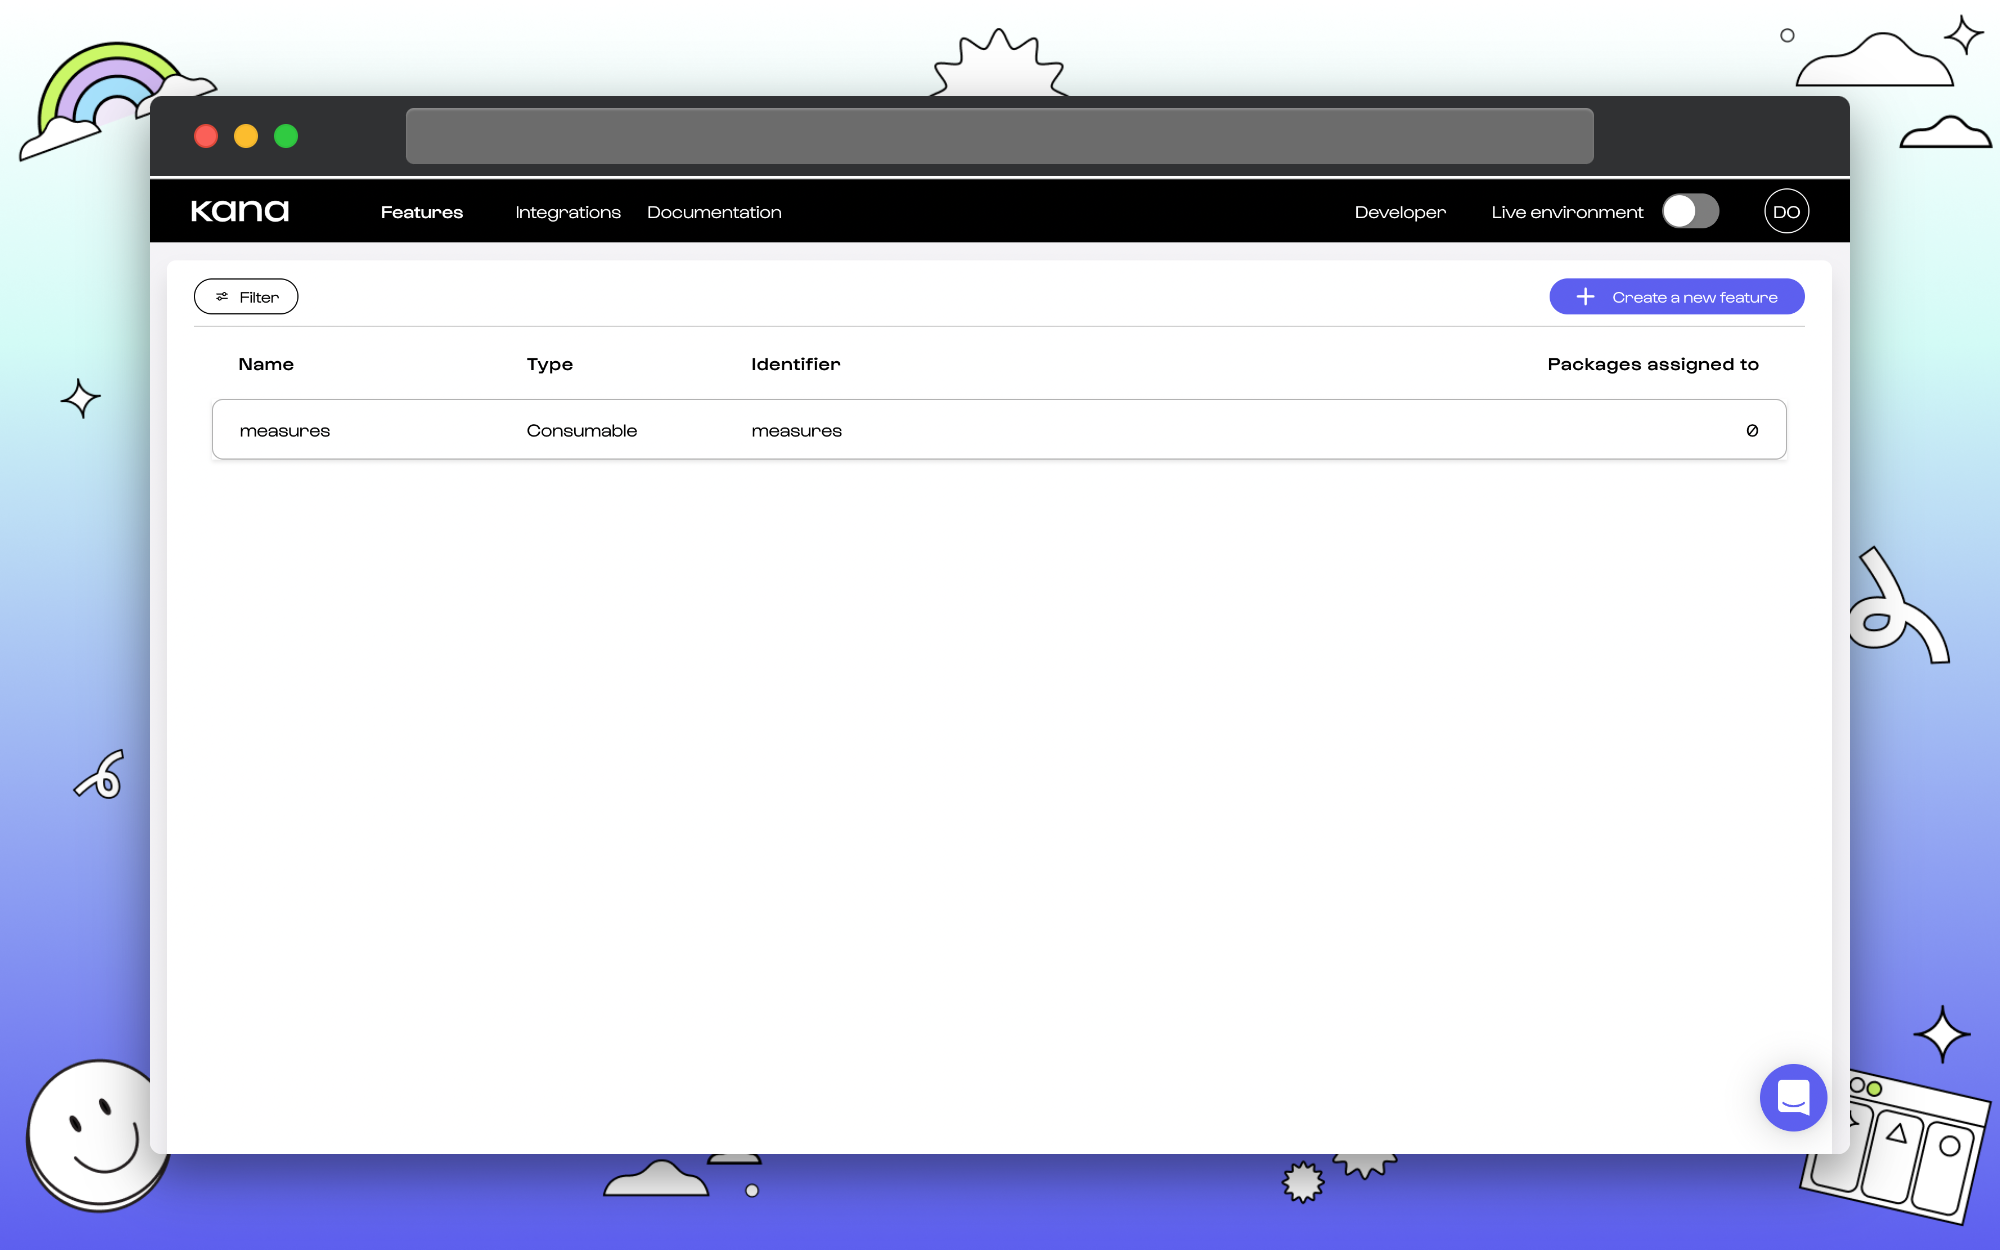 kana Features Integrations Documentation Developer Live environment DO
Filter Create a new feature
Name Type Identifier Packages assigned to
measures Consumable measures 0